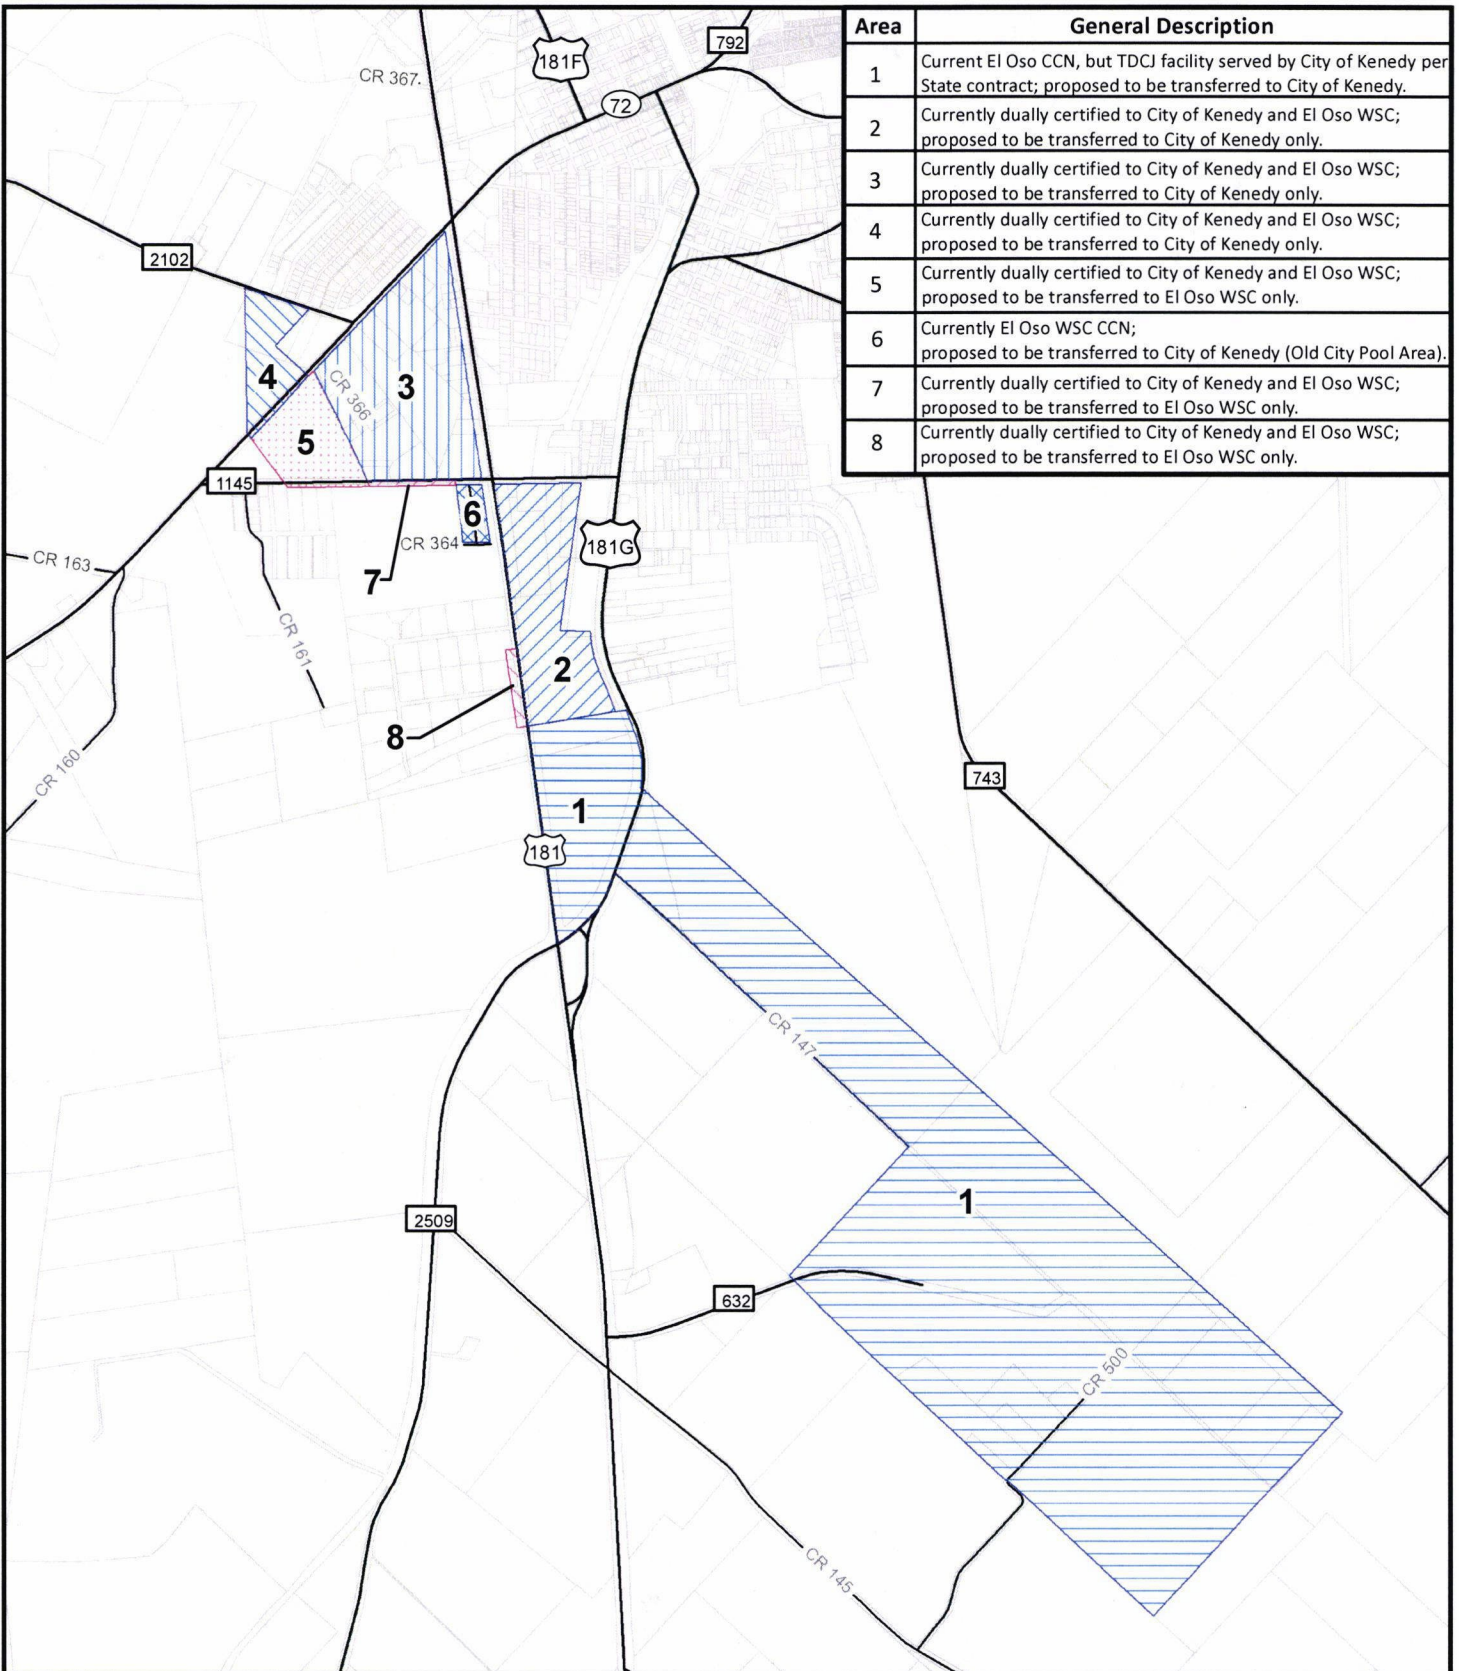 Area General Description
1 Current El Oso CCN, but TDCJ facility served by City of Kenedy per
State contract; proposed to be transferred to City of Kenedy.
2 Currently dually certified to City of Kenedy and El Oso WSC;
proposed to be transferred to City of Kenedy only.
3 Currently dually certified to City of Kenedy and El Oso WSC;
proposed to be transferred to City of Kenedy only.
4 Currently dually certified to City of Kenedy and El Oso WSC;
proposed to be transferred to City of Kenedy only.
5 Currently dually certified to City of Kenedy and El Oso WSC;
proposed to be transferred to El Oso WSC only.
6 Currently El Oso WSC CCN;
proposed to be transferred to City of Kenedy (Old City Pool Area).
7 Currently dually certified to City of Kenedy and El Oso WSC;
proposed to be transferred to El Oso WSC only.
8 Currently dually certified to City of Kenedy and El Oso WSC;
proposed to be transferred to El Oso WSC only.
792
181F
CR 367
72
2102
4
CR 366
3
5
1145
6
CR 364
181G
CR 163
7
CR 161
2
8
CR 160
743
1
181
CR 147
1
2509
632
CR 500
CR 145